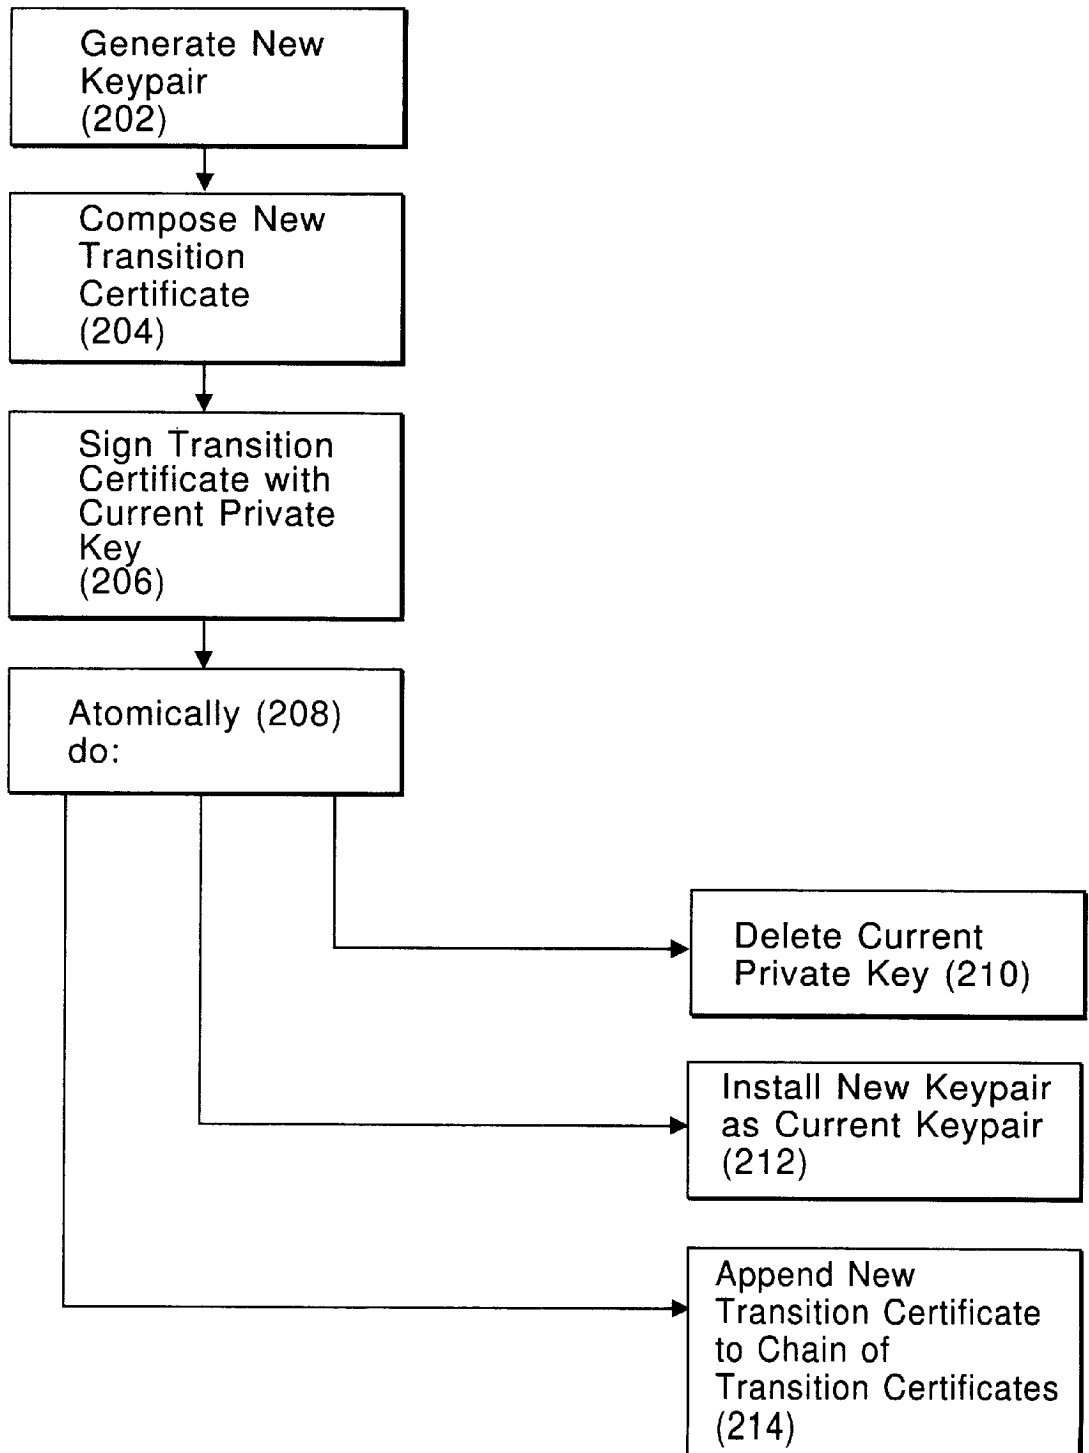 Generate New
Keypair
(202)
Compose New
Transition
Certificate
(204)
Sign Transition
Certificate with
Current Private
Key
(206)
Atomically (208)
do:
Delete Current
Private Key (210)
Install New Keypair
as Current Keypair
(212)
Append New
Transition Certificate
to Chain of
Transition Certificates
(214)